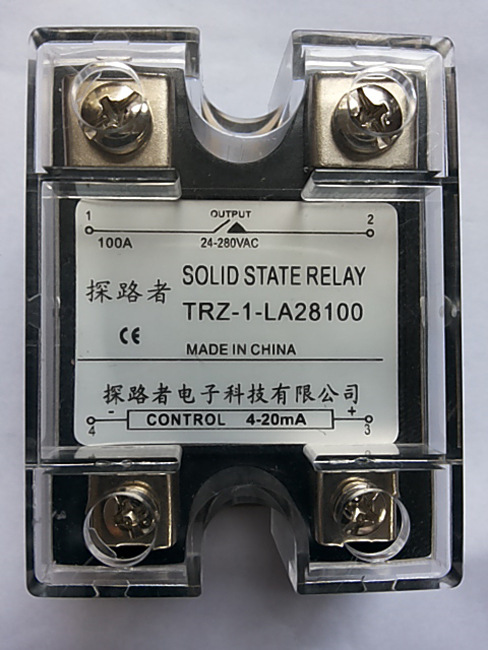 OUTPUT
1 2
100A 24-280VAC
探路者 SOLID STATE RELAY
TRZ-1-LA28100
CE
MADE IN CHINA
探路者电子科技有限公司
- CONTROL 4-20mA +
4 3